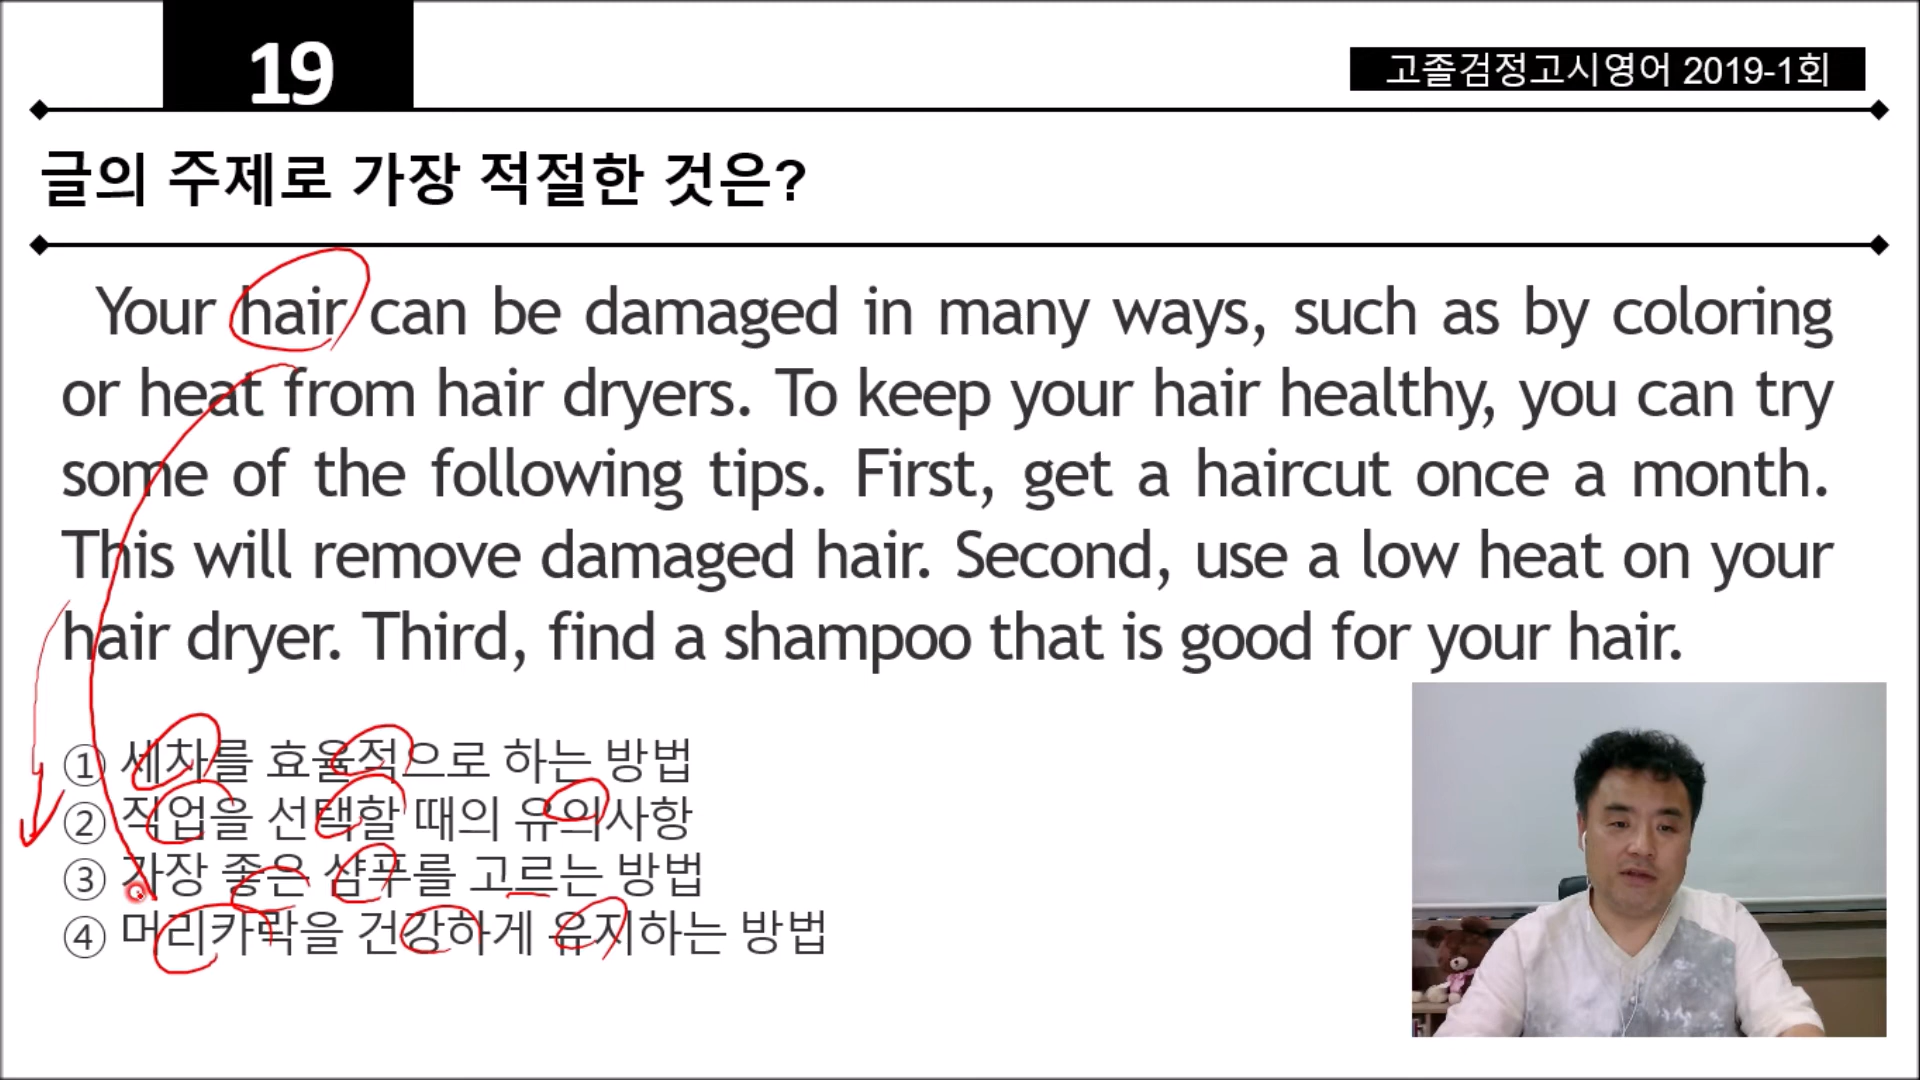 19
고졸검정고시영어 2019-1회
글의 주제로 가장 적절한 것은?
Your hair can be damaged in many ways, such as by coloring
or heat from hair dryers. To keep your hair healthy, you can try
some of the following tips. First, get a haircut once a month.
This will remove damaged hair. Second, use a low heat on your
hair dryer. Third, find a shampoo that is good for your hair.
① 세차를 효율적으로 하는 방법
② 직업을 선택할 때의 유의사항
③ 가장 좋은 샴푸를 고르는 방법
④ 머리카락을 건강하게 유지하는 방법